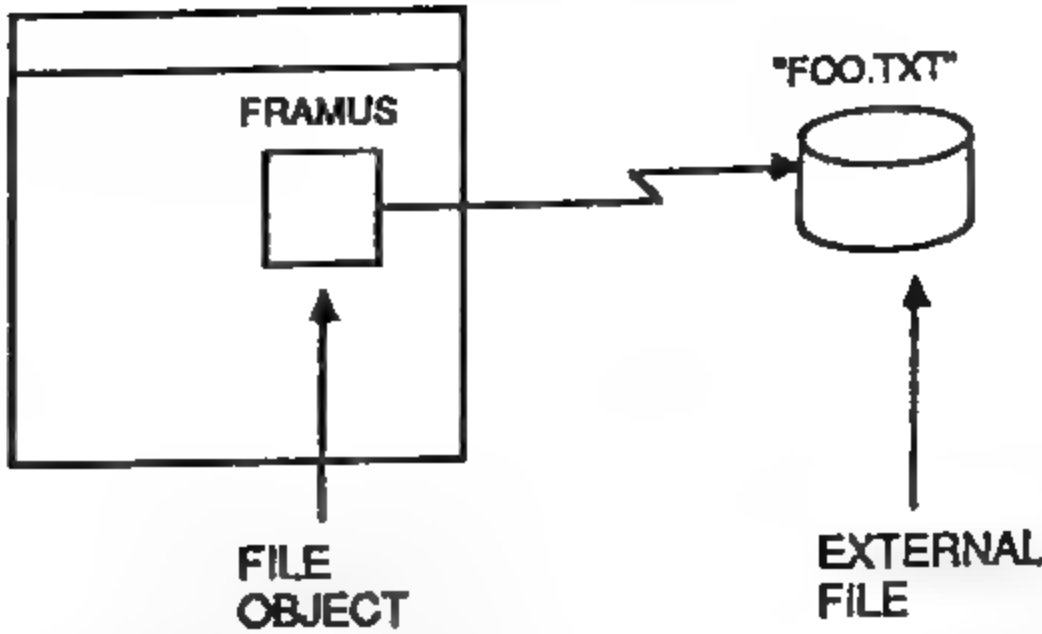 "FOO.TXT"
FRAMUS
FILE
OBJECT
EXTERNAL
FILE